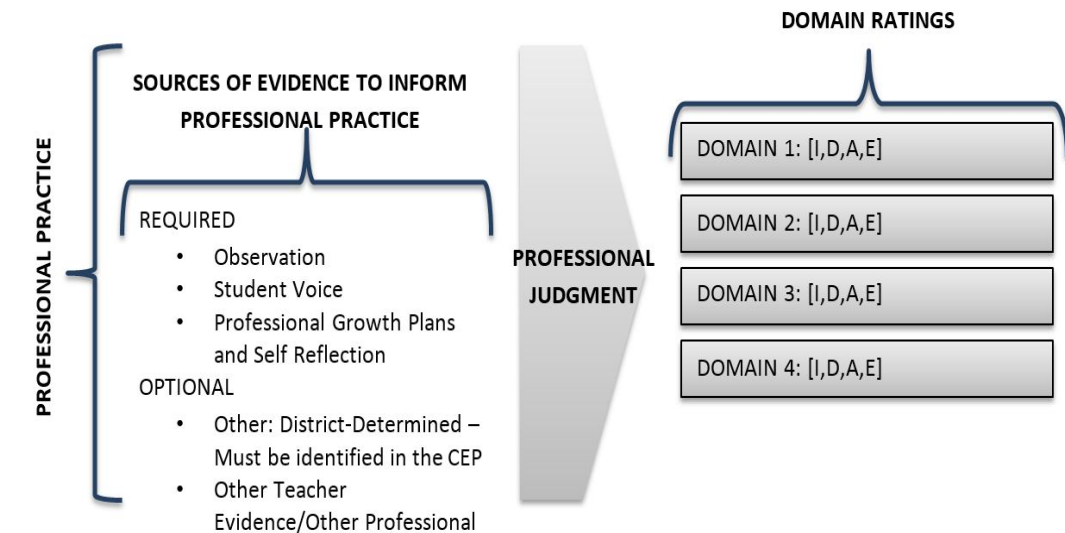 PROFESSIONAL PRACTICE
SOURCES OF EVIDENCE TO INFORM
PROFESSIONAL PRACTICE
REQUIRED
• Observation
• Student Voice
• Professional Growth Plans
and Self Reflection
OPTIONAL
• Other: District-Determined –
Must be identified in the CEP
• Other Teacher
Evidence/Other Professional
PROFESSIONAL
JUDGMENT
DOMAIN RATINGS
DOMAIN 1: [I,D,A,E]
DOMAIN 2: [I,D,A,E]
DOMAIN 3: [I,D,A,E]
DOMAIN 4: [I,D,A,E]